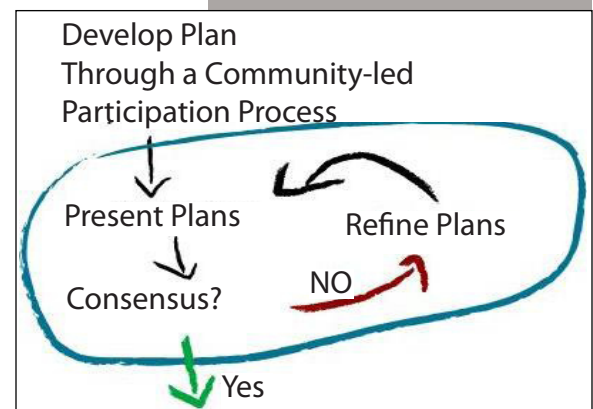 Develop Plan
Through a Community-led
Participation Process
Present Plans
Refine Plans
Consensus?
NO
Yes